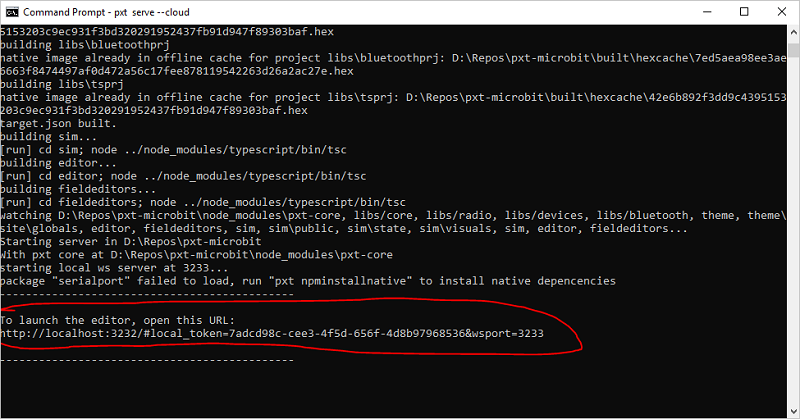 Command Prompt - pxt serve --cloud
5153203c9ec931f3bd320291952437fb91d947f89303baf.hex
building libs\bluetoothprj
native image already in offline cache for project libs\bluetoothprj: D:\Repos\pxt-microbit\built\hexcache\7ed5aea98ee3ae
6663f8474497af0d472a56c17fee878119542263d26a2ac27e.hex
building libs\tsprj
native image already in offline cache for project libs\tsprj: D:\Repos\pxt-microbit\built\hexcache\42e6b892f3dd9c4395153
203c9ec931f3bd320291952437fb91d947f89303baf.hex
target.json built.
building sim...
[run] cd sim; node ../node_modules/typescript/bin/tsc
building editor...
[run] cd editor; node ../node_modules/typescript/bin/tsc
building fieldeditors...
[run] cd fieldeditors; node ../node_modules/typescript/bin/tsc
watching D:\Repos\pxt-microbit\node_modules\pxt-core, libs/core, libs/radio, libs/devices, libs/bluetooth, theme, theme\
site\globals, editor, fieldeditors, sim, sim\public, sim\state, sim\visuals, sim, editor, fieldeditors...
Starting server in D:\Repos\pxt-microbit
With pxt core at D:\Repos\pxt-microbit\node_modules\pxt-core
starting local ws server at 3233...
package "serialport" failed to load, run "pxt npminstallnative" to install native depencencies
---------------------------------------------
To launch the editor, open this URL:
http://localhost:3232/#local_token=7adcd98c-cee3-4f5d-656f-4d8b97968536&wsport=3233
---------------------------------------------